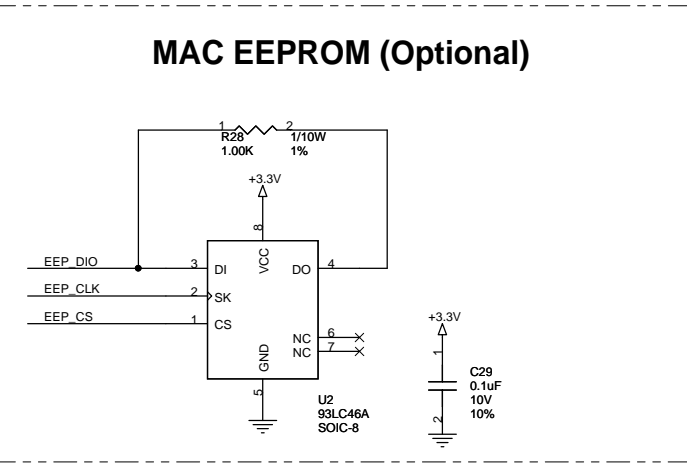 MAC EEPROM (Optional)
1 2
R28 1/10W
1.00K 1%
+3.3V
8
VCC
EEP_DIO 3 DI DO 4
EEP_CLK 2 SK
EEP_CS 1 CS
NC 6
NC 7
GND
5
U2
93LC46A
SOIC-8
+3.3V
1
C29
0.1uF
10V
10%
2